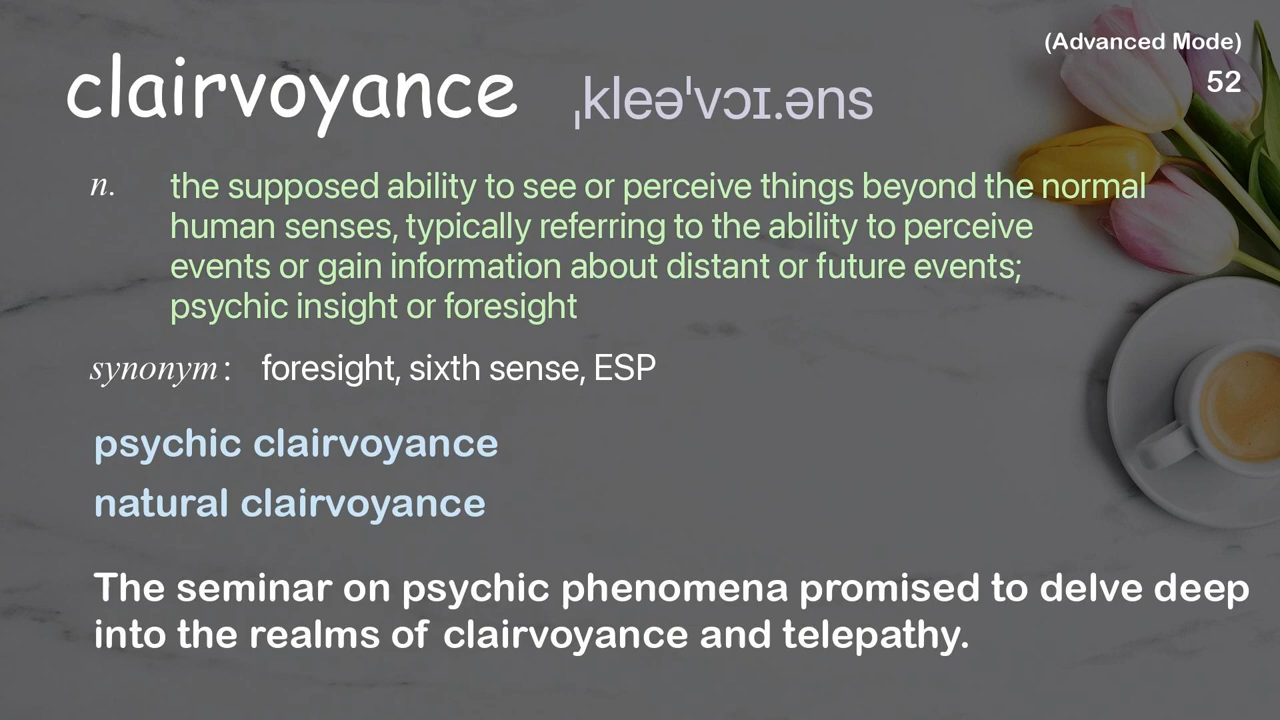 (Advanced Mode)
52
clairvoyance ˌkleəˈvɔɪ.əns
n. the supposed ability to see or perceive things beyond the normal
human senses, typically referring to the ability to perceive
events or gain information about distant or future events;
psychic insight or foresight
synonym: foresight, sixth sense, ESP
psychic clairvoyance
natural clairvoyance
The seminar on psychic phenomena promised to delve deep
into the realms of clairvoyance and telepathy.